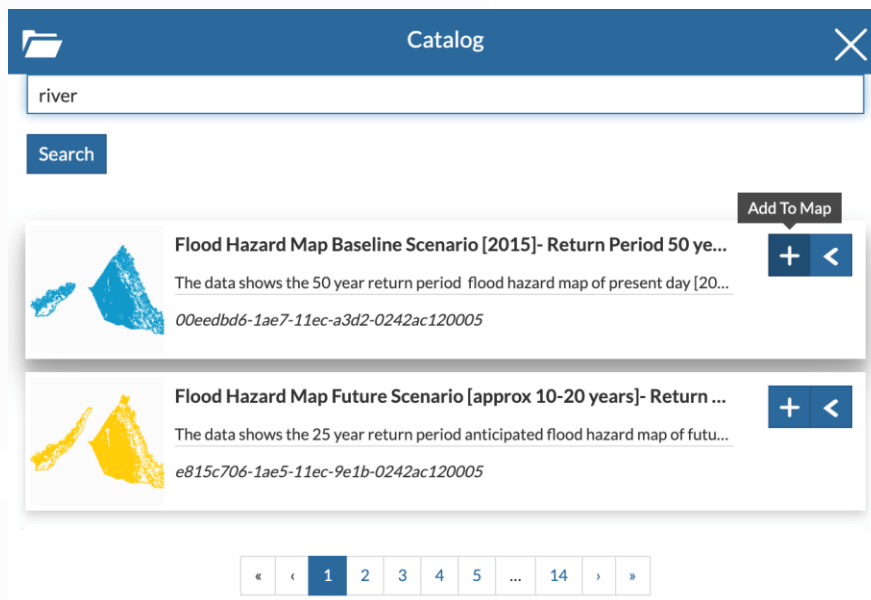 Catalog
river
Search
Add To Map
Flood Hazard Map Baseline Scenario [2015]- Return Period 50 ye...
The data shows the 50 year return period flood hazard map of present day [20...
00eedbd6-1ae7-11ec-a3d2-0242ac120005
Flood Hazard Map Future Scenario [approx 10-20 years]- Return ...
The data shows the 25 year return period anticipated flood hazard map of futu...
e815c706-1ae5-11ec-9e1b-0242ac120005
« ‹ 1 2 3 4 5 ... 14 › »